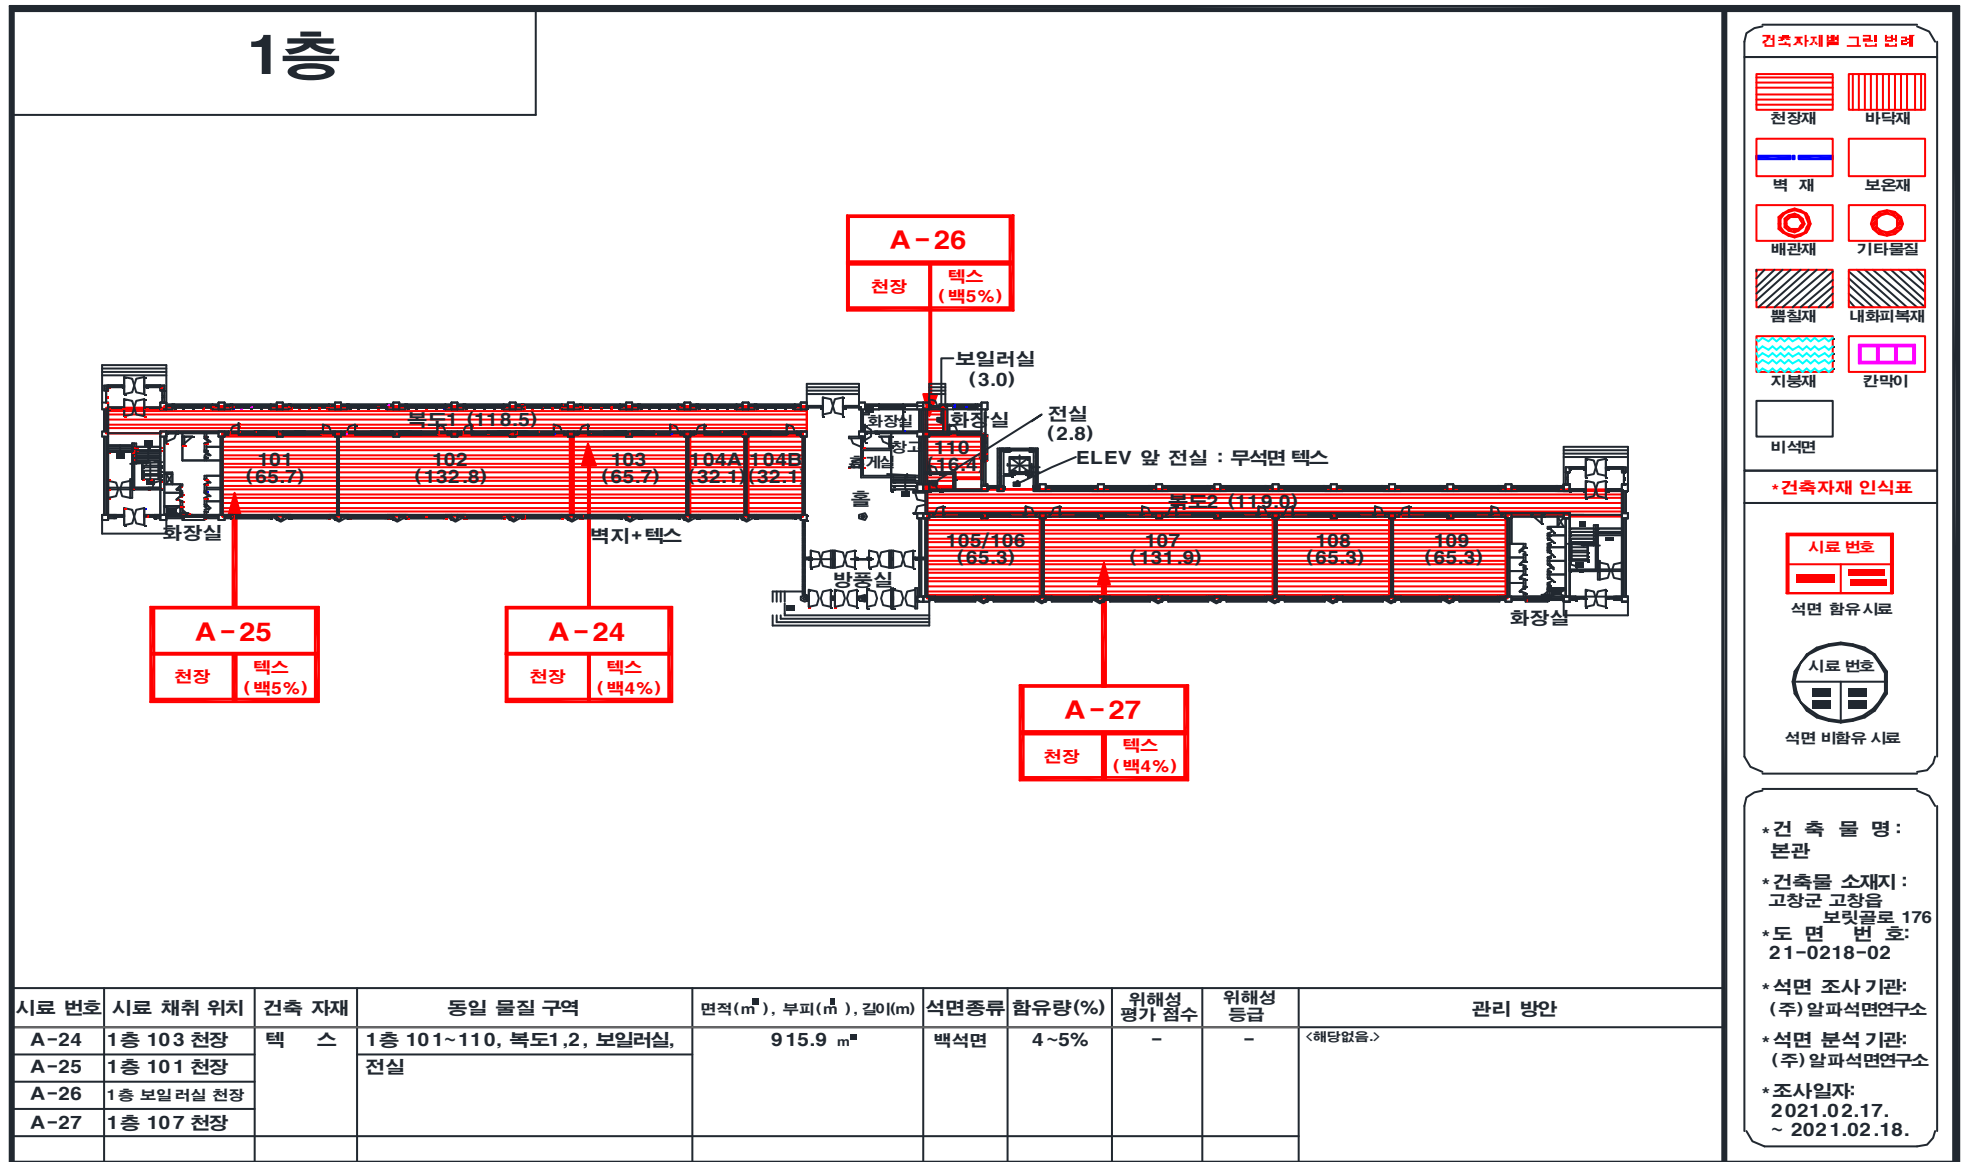 1층
A-26
천장
텍스
(백5%)
보일러실
(3.0)
화장실
화장실
전실
(2.8)
창고
휴게실
110
(16.4
ELEV 앞 전실 : 무석면 텍스
홀
복도1 (118.5)
101
(65.7)
102
(132.8)
103
(65.7)
104A
(32.1)
104B
(32.1
화장실
벽지+텍스
방풍실
복도2 (119.0)
105/106
(65.3)
107
(131.9)
108
(65.3)
109
(65.3)
화장실
A-25
천장
텍스
(백5%)
A-24
천장
텍스
(백4%)
A-27
천장
텍스
(백4%)
건축자재별 그린 범례
천장재 바닥재
벽 재 보온재
배관재 기타물질
뿜칠재 내화피복재
지붕재 칸막이
비석면
*건축자재 인식표
시료 번호
석면 함유 시료
시료 번호
석면 비함유 시료
*건 축 물 명:
본관
*건축물 소재지 :
고창군 고창읍
보릿골로 176
*도 면 번 호:
21-0218-02
*석면 조사 기관:
(주) 알파석면연구소
*석면 분석 기관:
(주) 알파석면연구소
*조사일자:
2021.02.17.
~ 2021.02.18.
시료 번호 시료 채취 위치 건축 자재 동일 물질 구역 면적(㎡), 부피(㎥), 길이(m) 석면종류 함유량(%) 위해성 평가 점수 위해성 등급 관리 방안
A-24 1층 103 천장 텍 스 1층 101~110, 복도1,2, 보일러실, 915.9 ㎡ 백석면 4~5% - - <해당없음.>
A-25 1층 101 천장 전실
A-26 1층 보일러실 천장
A-27 1층 107 천장